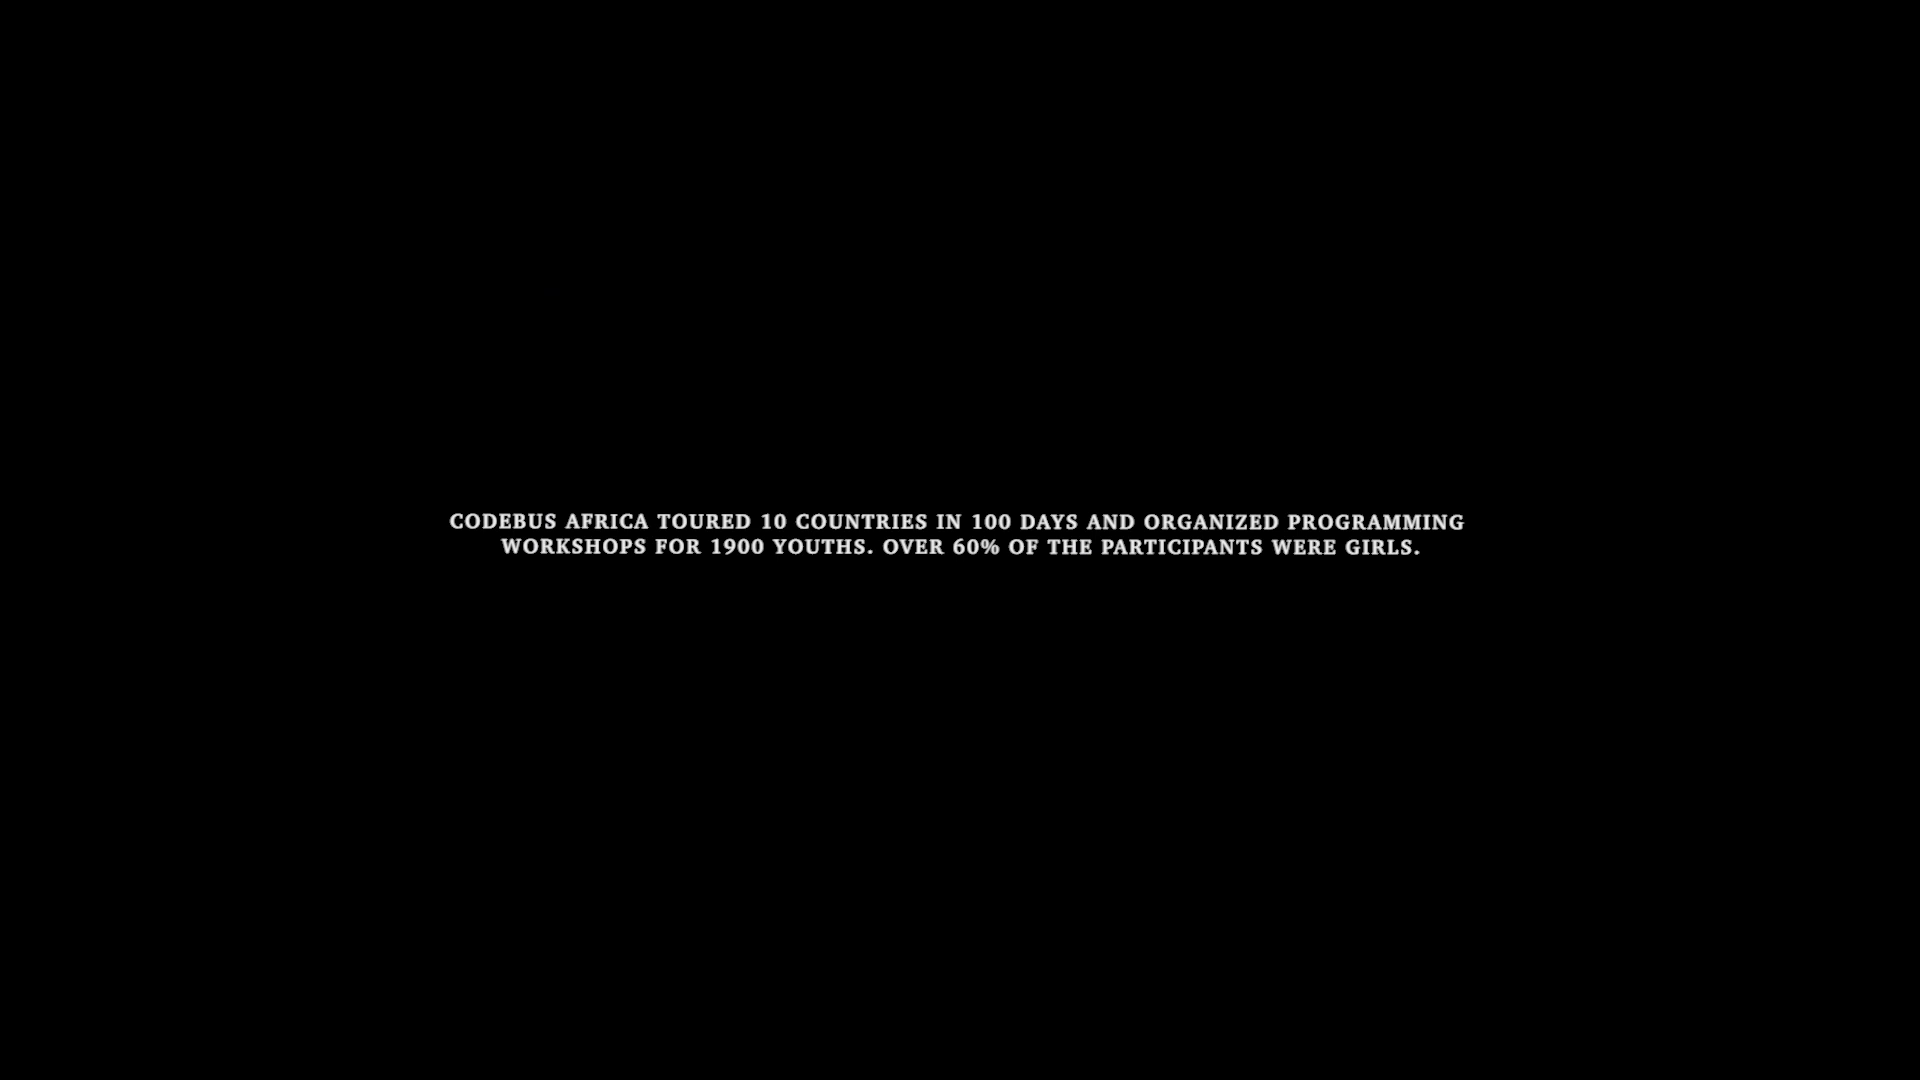 CODEBUS AFRICA TOURED 10 COUNTRIES IN 100 DAYS AND ORGANIZED PROGRAMMING
WORKSHOPS FOR 1900 YOUTHS. OVER 60% OF THE PARTICIPANTS WERE GIRLS.